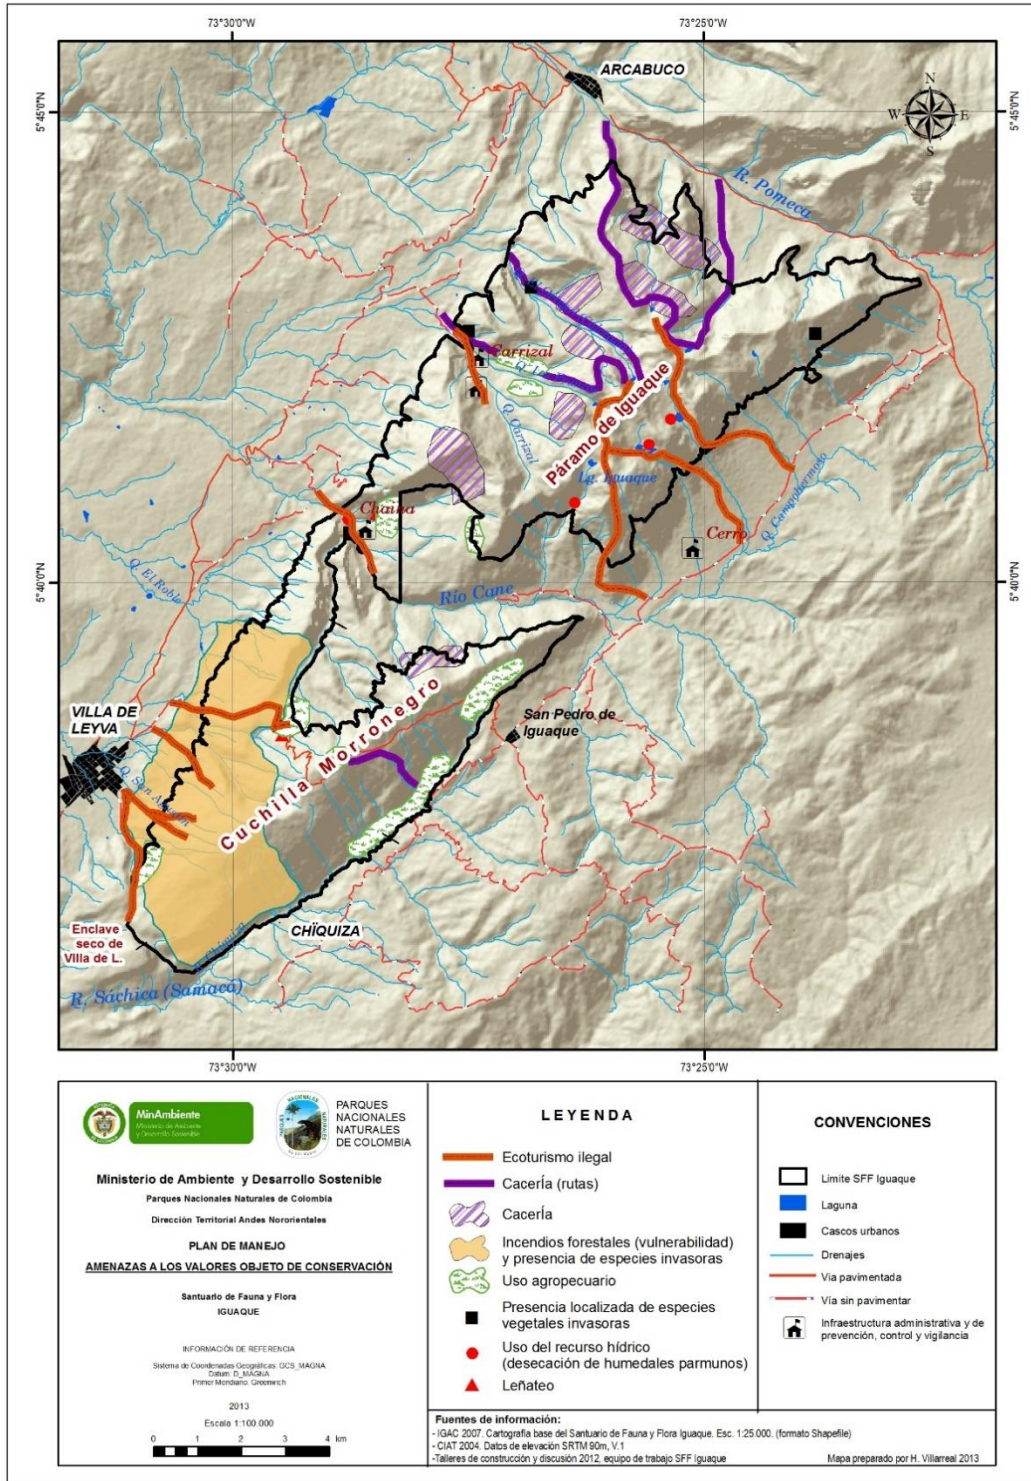 73°30'0"W
73°25'0"W
ARCABUCO
N
W E
S
5°45'0"N
5°45'0"N
R. Pomeca
Carrizal
Q. Carrizal
Páramo de Iguaque
Lg. Iguaque
Q. Campohermoso
Chaina
Cerro
5°40'0"N
5°40'0"N
Q. El Roble
Río Cane
VILLA DE
LEYVA
San Pedro de
Iguaque
Cuchilla Morronegro
Q. San Agustín
Enclave
seco de
Villa de L.
CHÍQUIZA
R. Sáchica (Samacá)
73°30'0"W
73°25'0"W
MinAmbiente
Ministerio de Ambiente
y Desarrollo Sostenible
PARQUES
NACIONALES
NATURALES
DE COLOMBIA
Ministerio de Ambiente y Desarrollo Sostenible
Parques Nacionales Naturales de Colombia
Dirección Territorial Andes Nororientales
PLAN DE MANEJO
AMENAZAS A LOS VALORES OBJETO DE CONSERVACIÓN
Santuario de Fauna y Flora
IGUAQUE
INFORMACIÓN DE REFERENCIA
Sistema de Coordenadas Geográficas: GCS_MAGNA
Datum: D_MAGNA
Primer Meridiano: Greenwich
2013
Escala 1:100.000
0 1 2 3 4 km
LEYENDA
Ecoturismo ilegal
Cacería (rutas)
Cacería
Incendios forestales (vulnerabilidad)
y presencia de especies invasoras
Uso agropecuario
Presencia localizada de especies
vegetales invasoras
Uso del recurso hídrico
(desecación de humedales parmunos)
Leñateo
CONVENCIONES
Limite SFF Iguaque
Laguna
Cascos urbanos
Drenajes
Via pavimentada
Vía sin pavimentar
Infraestructura administrativa y de
prevención, control y vigilancia
Fuentes de información:
- IGAC 2007. Cartografía base del Santuario de Fauna y Flora Iguaque. Esc. 1:25.000. (formato Shapefile)
- CIAT 2004. Datos de elevación SRTM 90m, V.1
-Talleres de construcción y discusión 2012, equipo de trabajo SFF Iguaque
Mapa preparado por H. Villarreal 2013